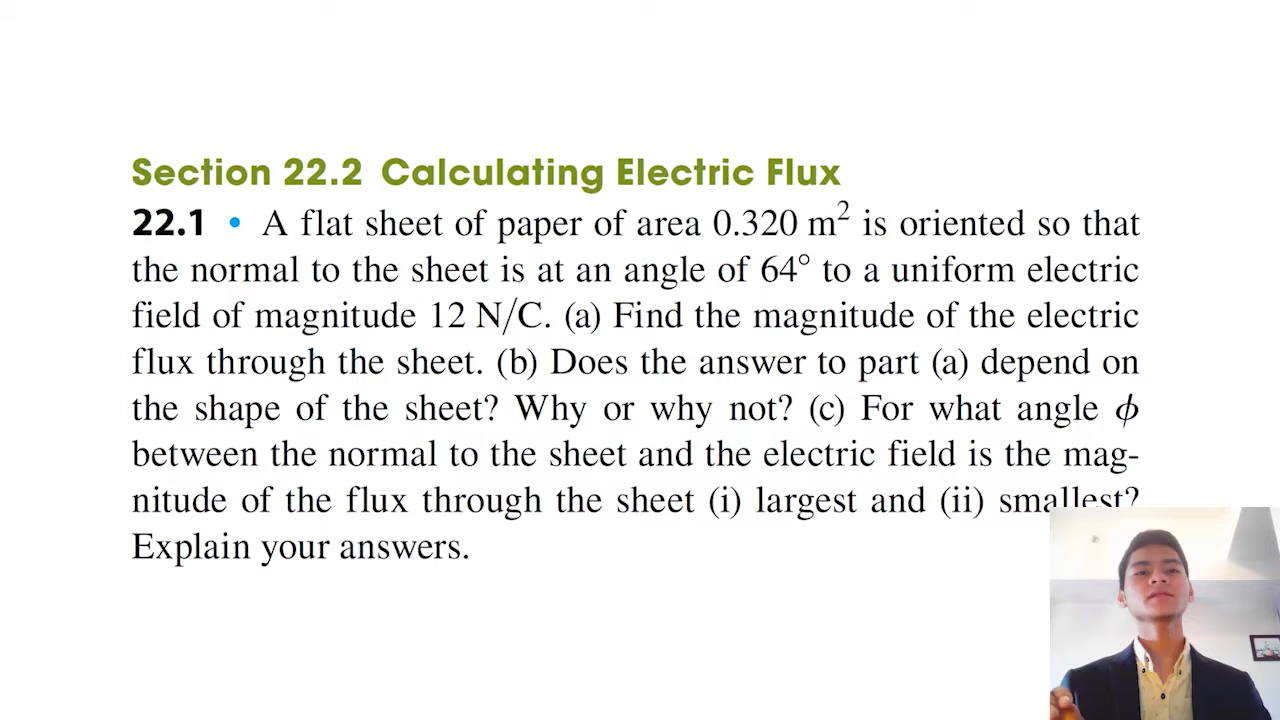 Section 22.2 Calculating Electric Flux
22.1 • A flat sheet of paper of area 0.320 m² is oriented so that
the normal to the sheet is at an angle of 64° to a uniform electric
field of magnitude 12 N/C. (a) Find the magnitude of the electric
flux through the sheet. (b) Does the answer to part (a) depend on
the shape of the sheet? Why or why not? (c) For what angle ϕ
between the normal to the sheet and the electric field is the mag-
nitude of the flux through the sheet (i) largest and (ii) smallest?
Explain your answers.